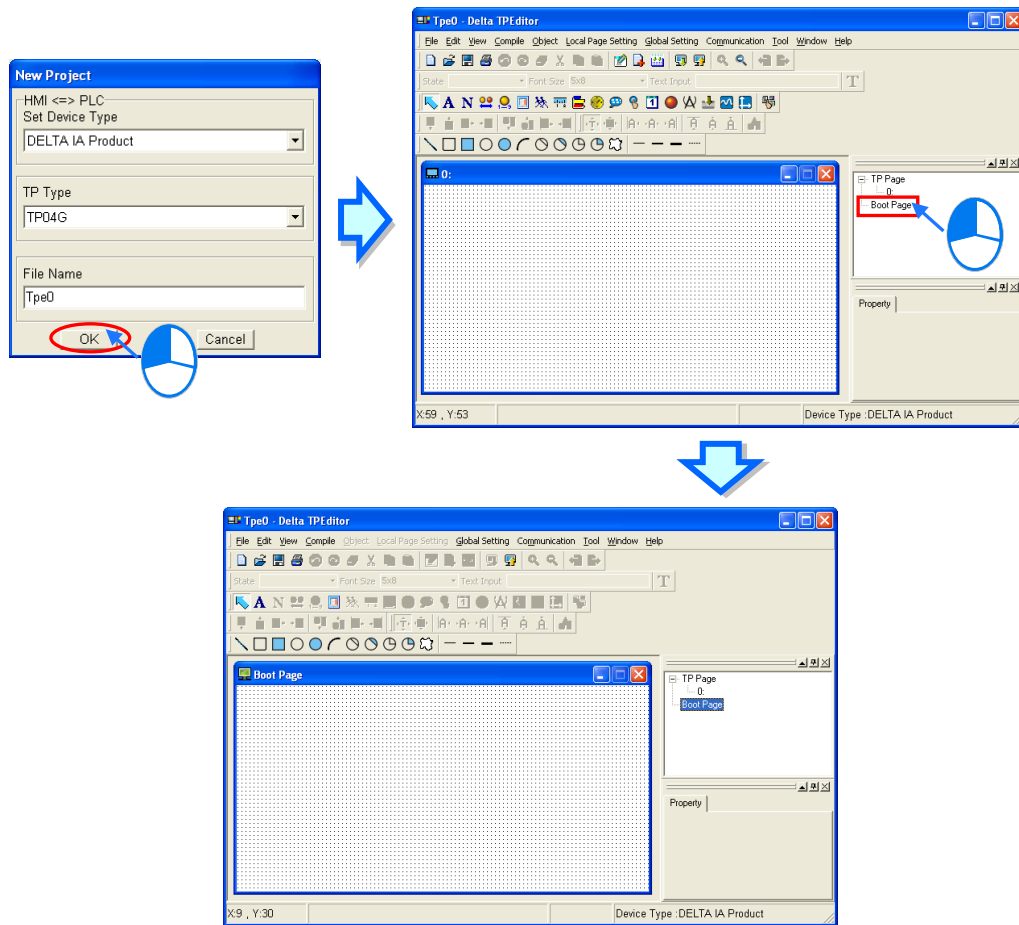 New Project
HMI <=> PLC
Set Device Type
DELTA IA Product
TP Type
TP04G
File Name
Tpe0
OK
Cancel
Tpe0 - Delta TPEditor
File Edit View Compile Object Local Page Setting Global Setting Communication Tool Window Help
State Font Size 5x8 Text Input T
A N
0:
TP Page
0:
Boot Page
Property
X:59 , Y:53
Device Type :DELTA IA Product
Tpe0 - Delta TPEditor
File Edit View Compile Object Local Page Setting Global Setting Communication Tool Window Help
State Font Size 5x8 Text Input T
A N
Boot Page
TP Page
0:
Boot Page
Property
X:9 , Y:30
Device Type :DELTA IA Product